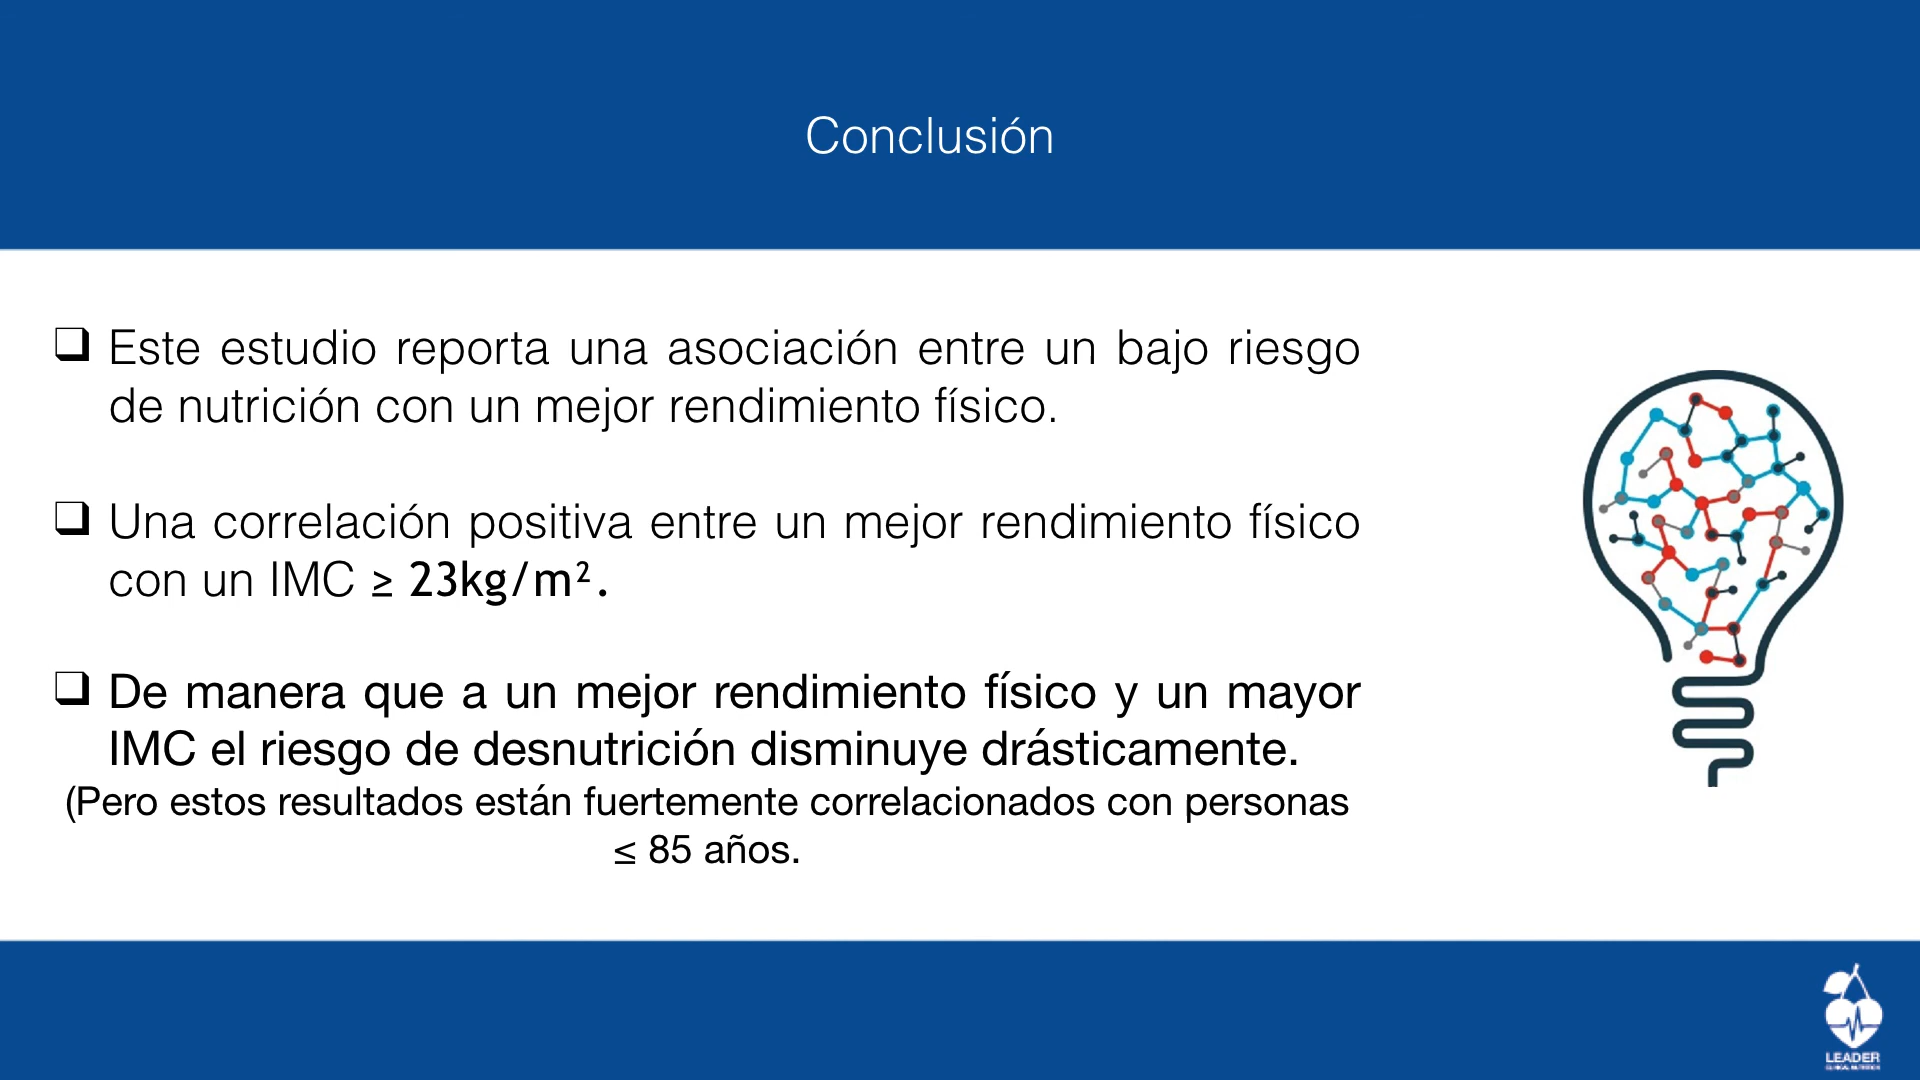 Conclusión
❑ Este estudio reporta una asociación entre un bajo riesgo
de nutrición con un mejor rendimiento físico.
❑ Una correlación positiva entre un mejor rendimiento físico
con un IMC ≥ 23kg/m².
❑ De manera que a un mejor rendimiento físico y un mayor
IMC el riesgo de desnutrición disminuye drásticamente.
(Pero estos resultados están fuertemente correlacionados con personas
≤ 85 años.
LEADER
CLINICAL NUTRITION